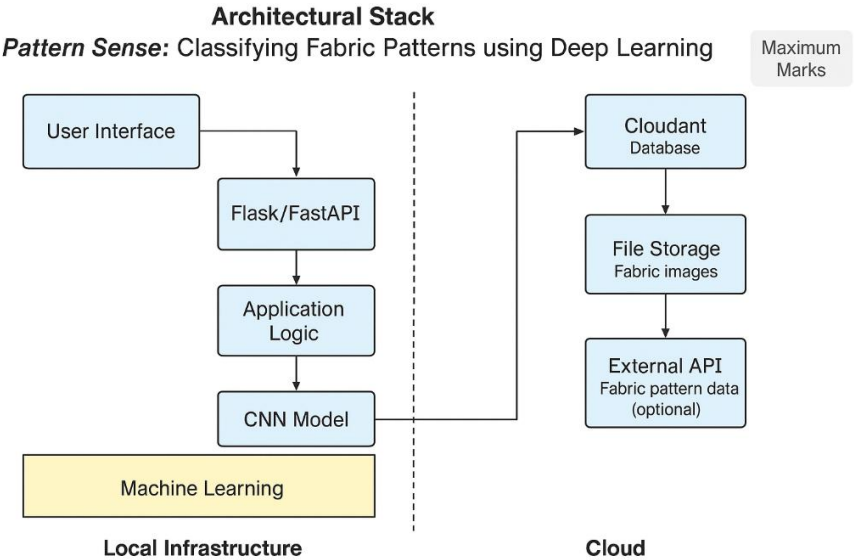 Architectural Stack
Pattern Sense: Classifying Fabric Patterns using Deep Learning
Maximum
Marks
User Interface
Flask/FastAPI
Application
Logic
CNN Model
Machine Learning
Local Infrastructure
Cloudant
Database
File Storage
Fabric images
External API
Fabric pattern data
(optional)
Cloud